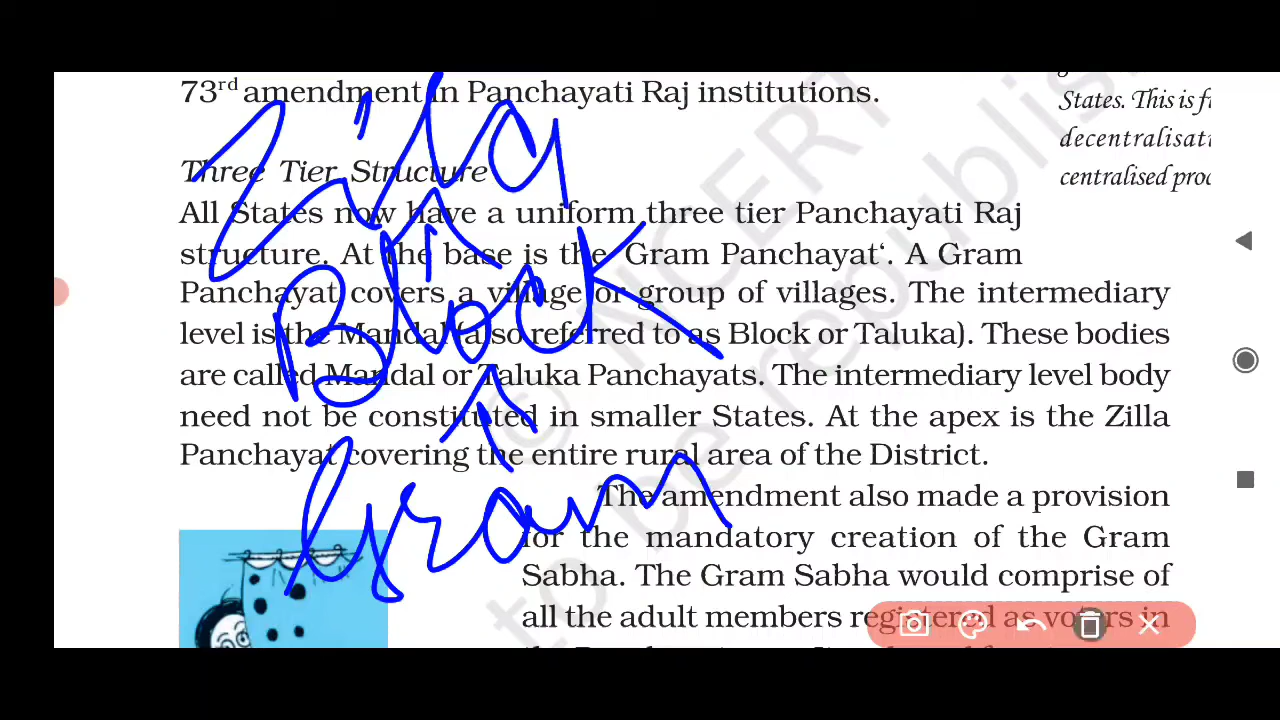 73rd amendment in Panchayati Raj institutions.
Three Tier Structure
All States now have a uniform three tier Panchayati Raj
structure. At the base is the 'Gram Panchayat'. A Gram
Panchayat covers a village or group of villages. The intermediary
level is the Mandal (also referred to as Block or Taluka). These bodies
are called Mandal or Taluka Panchayats. The intermediary level body
need not be constituted in smaller States. At the apex is the Zilla
Panchayat covering the entire rural area of the District.
The amendment also made a provision
for the mandatory creation of the Gram
Sabha. The Gram Sabha would comprise of
all the adult members registered as voters in
States. This is f
decentralisat
centralised pro
Zila
Block
Gram
© NCERT
to be republis